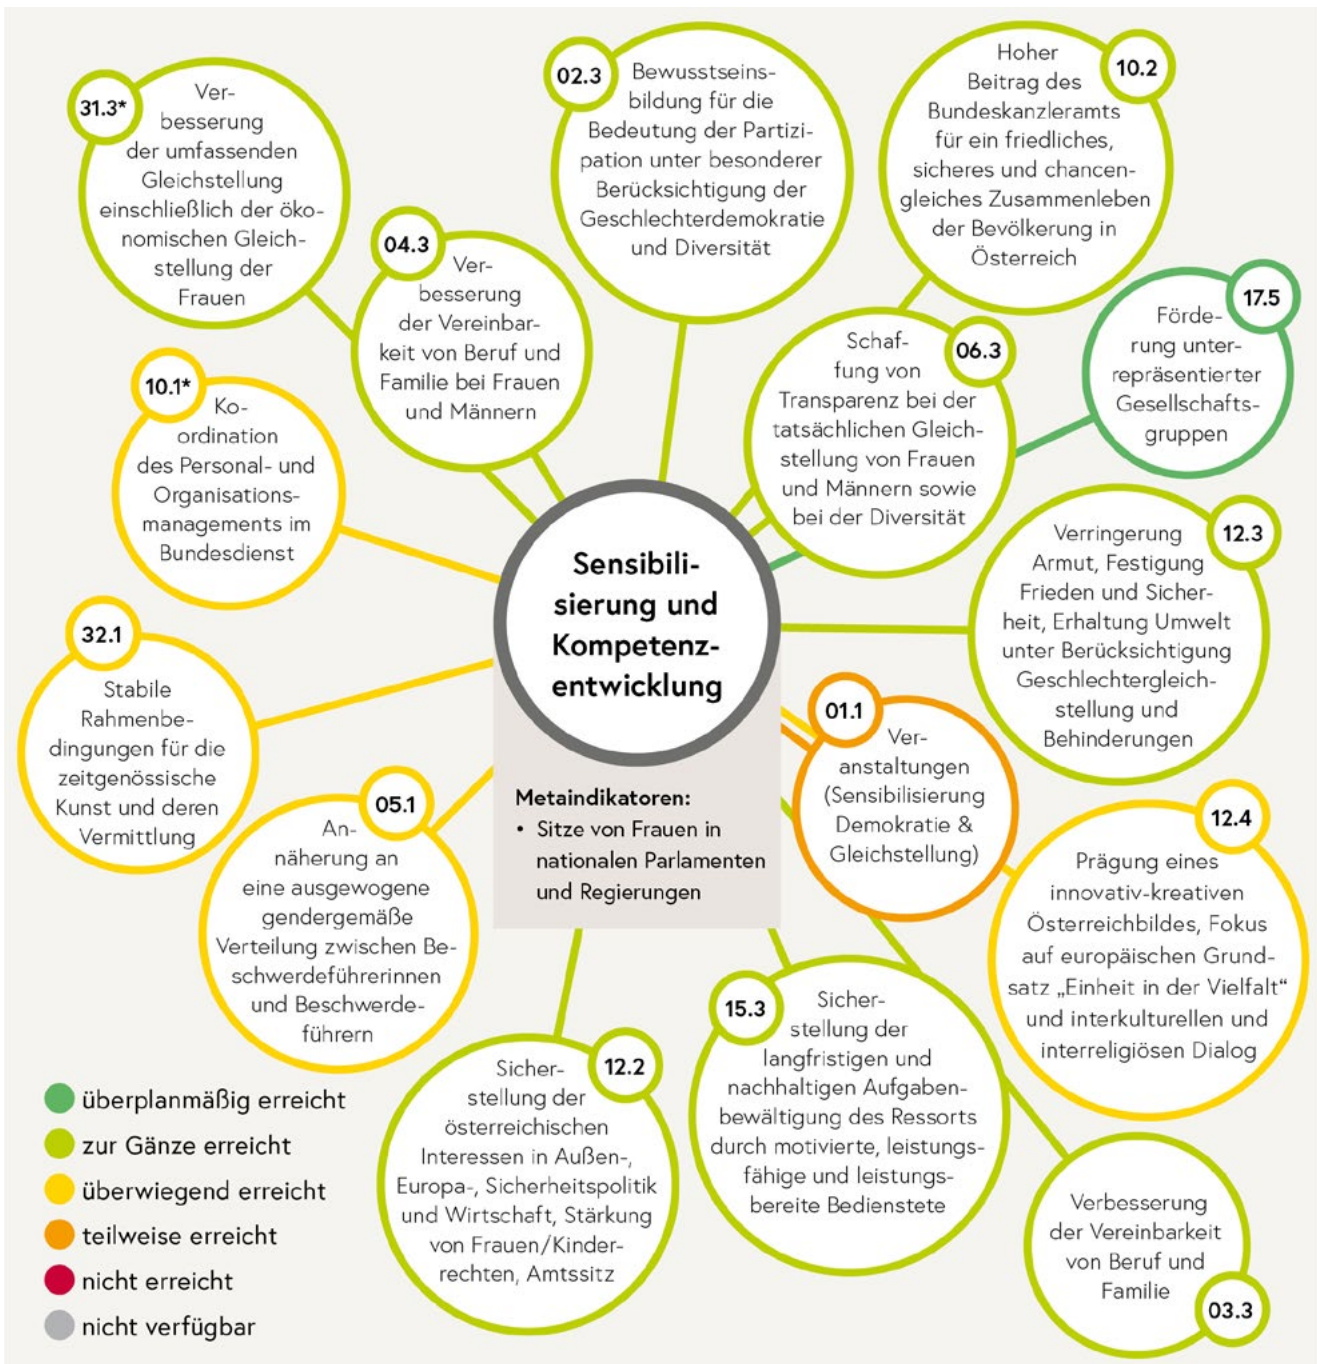 31.3*
Ver-
besserung
der umfassenden
Gleichstellung
einschließlich der öko-
nomischen Gleich-
stellung der
Frauen
04.3
Ver-
besserung
der Vereinbar-
keit von Beruf und
Familie bei Frauen
und Männern
02.3
Bewusstseins-
bildung für die
Bedeutung der Partizi-
pation unter besonderer
Berücksichtigung der
Geschlechterdemokratie
und Diversität
10.2
Hoher
Beitrag des
Bundeskanzleramts
für ein friedliches,
sicheres und chancen-
gleiches Zusammenleben
der Bevölkerung in
Österreich
17.5
Förde-
rung unter-
repräsentierter
Gesellschafts-
gruppen
06.3
Schaf-
fung von
Transparenz bei der
tatsächlichen Gleich-
stellung von Frauen
und Männern sowie
bei der Diversität
10.1*
Ko-
ordination
des Personal- und
Organisations-
managements im
Bundesdienst
Sensibili-
sierung und
Kompetenz-
entwicklung
12.3
Verringerung
Armut, Festigung
Frieden und Sicher-
heit, Erhaltung Umwelt
unter Berücksichtigung
Geschlechtergleich-
stellung und
Behinderungen
32.1
Stabile
Rahmenbe-
dingungen für die
zeitgenössische
Kunst und deren
Vermittlung
01.1
Ver-
anstaltungen
(Sensibilisierung
Demokratie &
Gleichstellung)
Metaindikatoren:
• Sitze von Frauen in
nationalen Parlamenten
und Regierungen
05.1
An-
näherung an
eine ausgewogene
gendergemäße
Verteilung zwischen Be-
schwerdeführerinnen
und Beschwerde-
führern
12.4
Prägung eines
innovativ-kreativen
Österreichbildes, Fokus
auf europäischen Grund-
satz „Einheit in der Vielfalt“
und interkulturellen und
interreligiösen Dialog
15.3
Sicher-
stellung der
langfristigen und
nachhaltigen Aufgaben-
bewältigung des Ressorts
durch motivierte, leistungs-
fähige und leistungs-
bereite Bedienstete
12.2
Sicher-
stellung der
österreichischen
Interessen in Außen-,
Europa-, Sicherheitspolitik
und Wirtschaft, Stärkung
von Frauen/Kinder-
rechten, Amtssitz
Verbesserung
der Vereinbarkeit
von Beruf und
Familie
03.3
überplanmäßig erreicht
zur Gänze erreicht
überwiegend erreicht
teilweise erreicht
nicht erreicht
nicht verfügbar